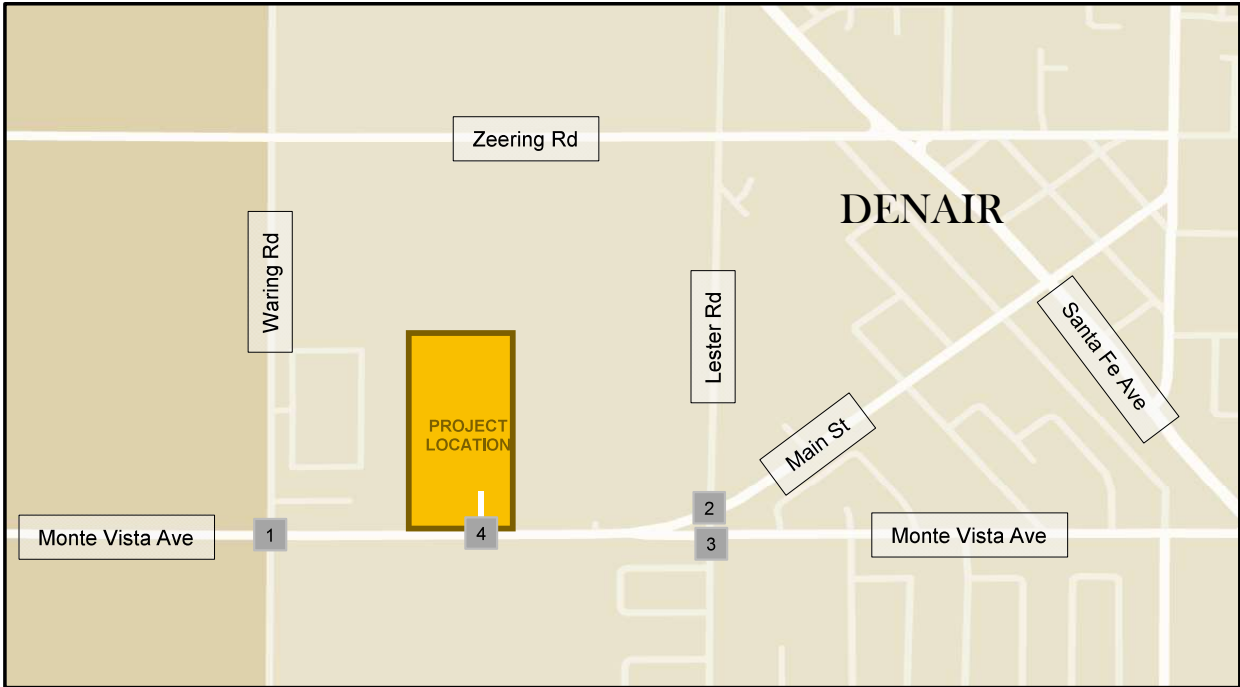 Zeering Rd
DENAIR
Waring Rd
Lester Rd
Santa Fe Ave
PROJECT
LOCATION
Main St
2
Monte Vista Ave
1
4
3
Monte Vista Ave